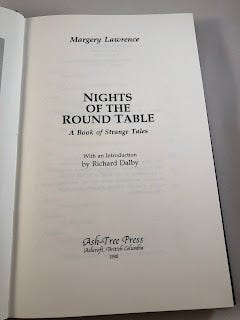 Margery Lawrence
NIGHTS
OF THE
ROUND TABLE
A Book of Strange Tales
With an Introduction
by Richard Dalby
Ash-Tree Press
Ashcroft, British Columbia
1998